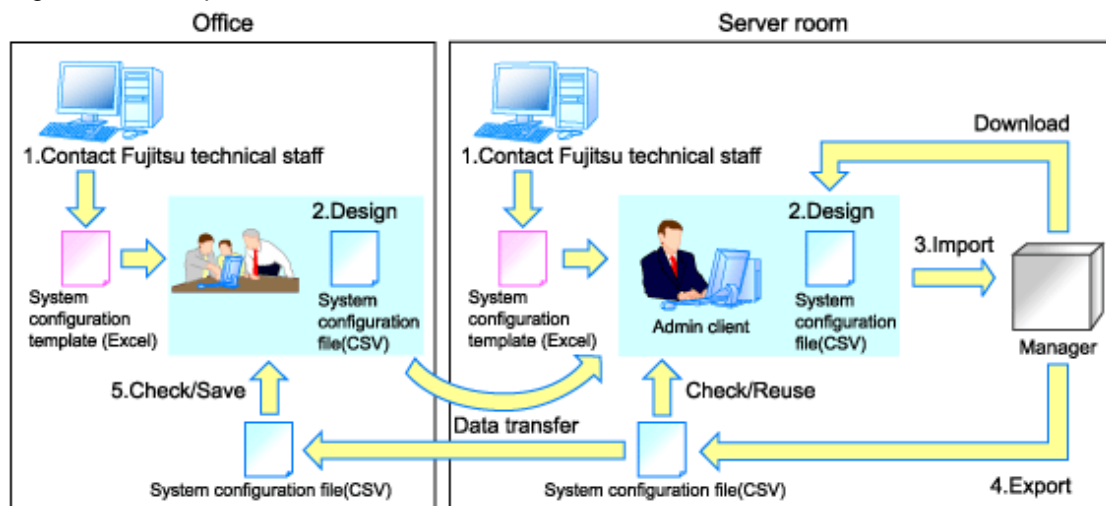 Office
Server room
Download
1.Contact Fujitsu technical staff
1.Contact Fujitsu technical staff
2.Design
2.Design
3.Import
System
configuration
template (Excel)
System
configuration
file(CSV)
System
configuration
template (Excel)
Admin client
System
configuration
file(CSV)
Manager
5.Check/Save
Check/Reuse
Data transfer
System configuration file(CSV)
System configuration file(CSV)
4.Export